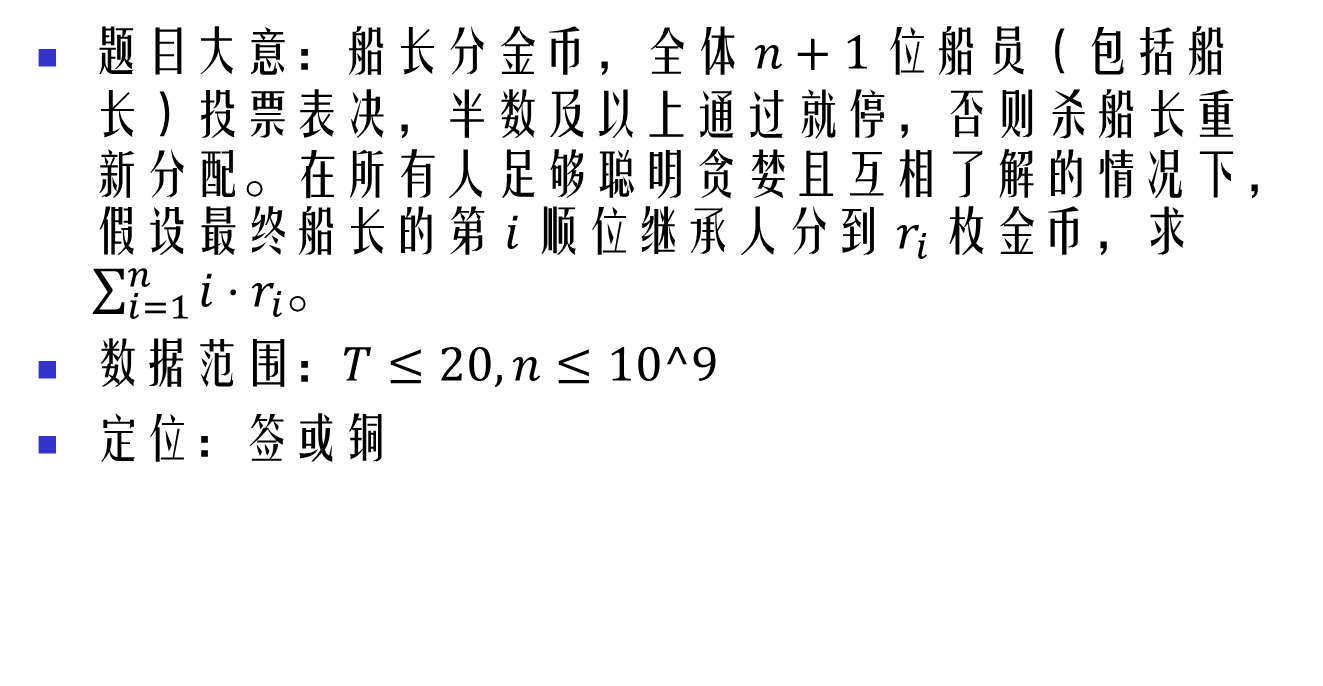 题目大意：船长分金币，全体 n + 1 位船员（包括船
长）投票表决，半数及以上通过就停，否则杀船长重
新分配。在所有人足够聪明贪婪且互相了解的情况下，
假设最终船长的第 i 顺位继承人分到 rᵢ 枚金币，求
∑ⁿᵢ₌₁ i · rᵢ。
数据范围：T ≤ 20, n ≤ 10^9
定位：签或铜